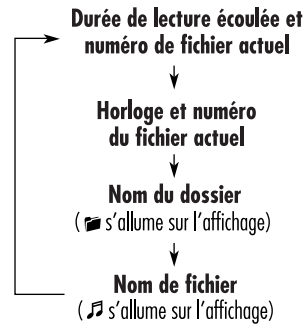 Durée de lecture écoulée et
numéro de fichier actuel
Horloge et numéro
du fichier actuel
Nom du dossier
( s'allume sur l'affichage)
Nom de fichier
( s'allume sur l'affichage)